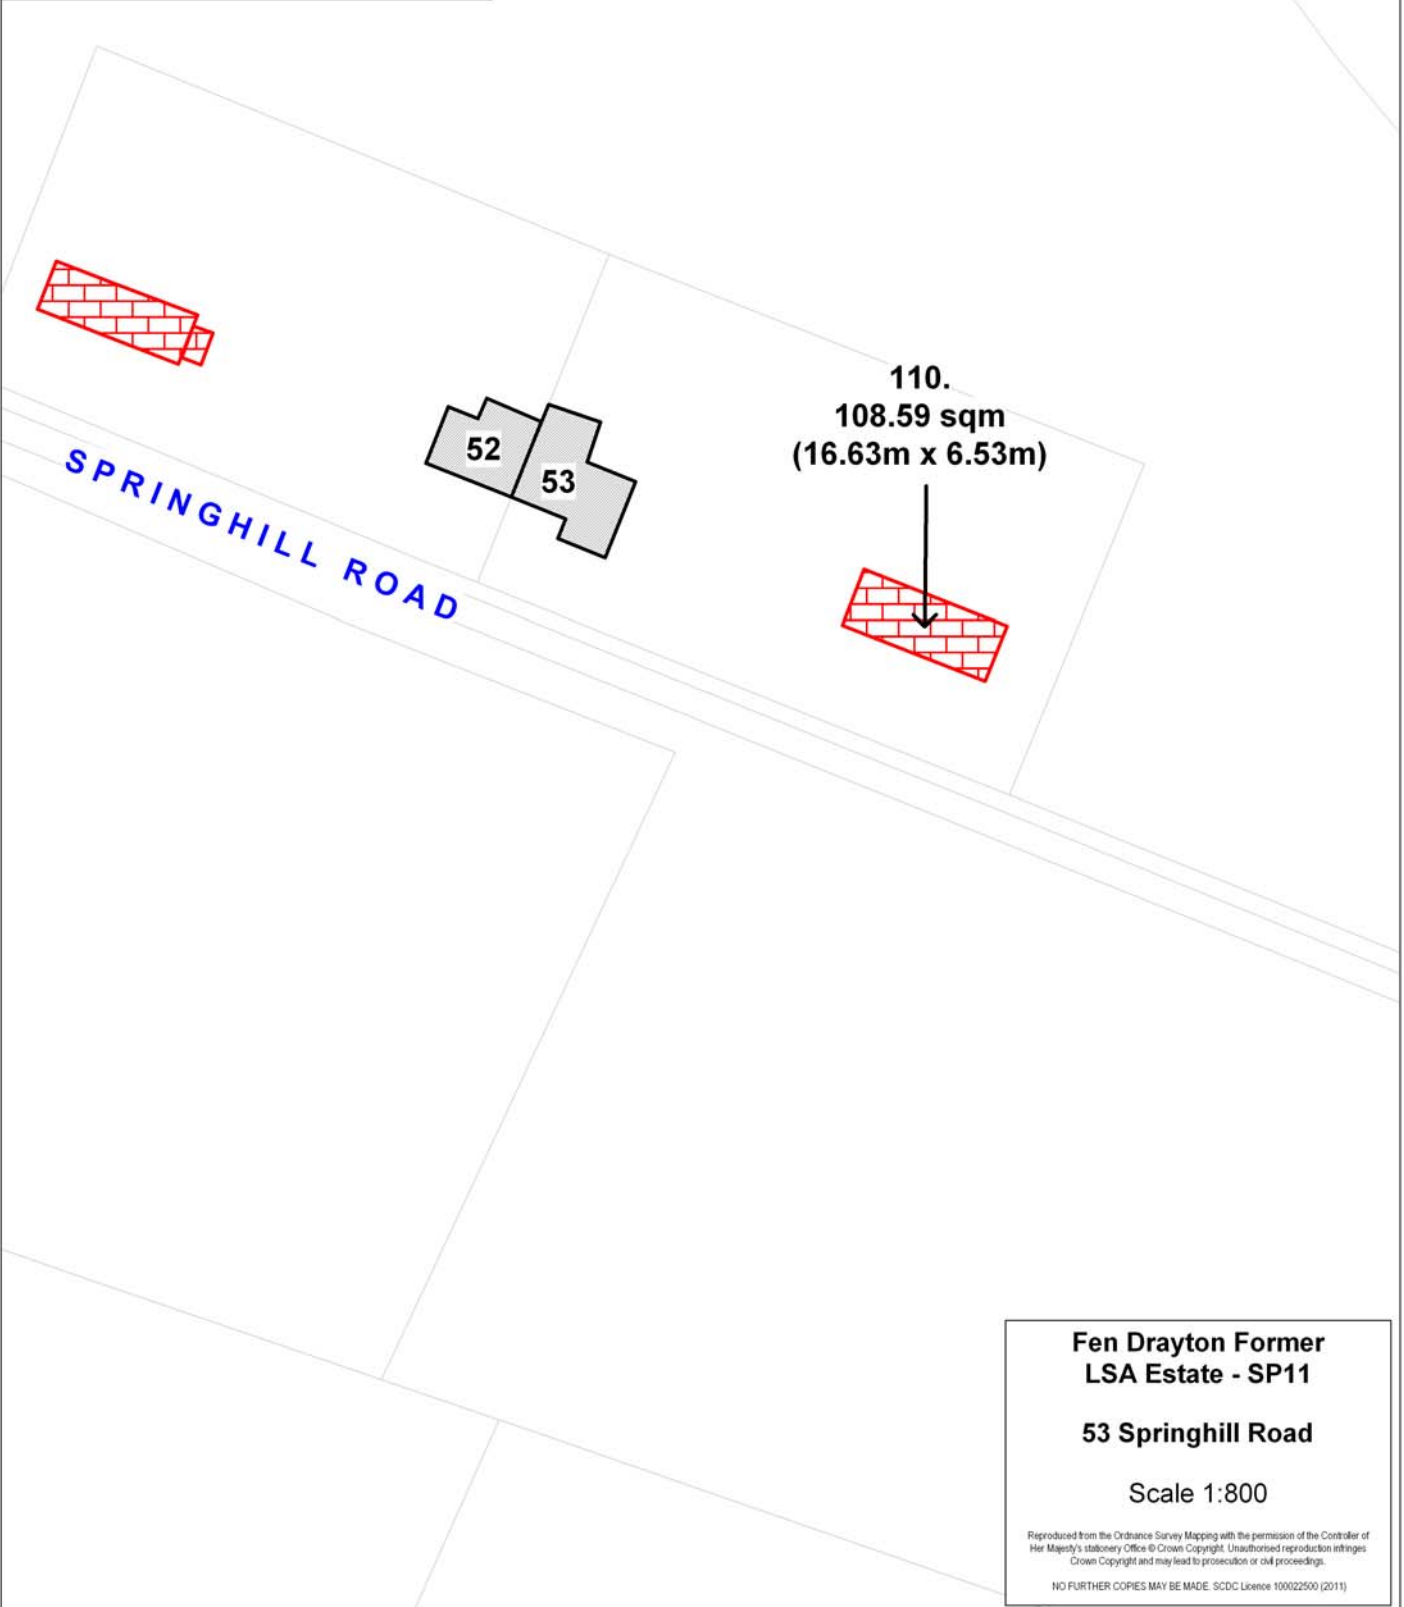 110.
108.59 sqm
(16.63m x 6.53m)
52
53
SPRINGHILL ROAD
Fen Drayton Former
LSA Estate - SP11
53 Springhill Road
Scale 1:800
Reproduced from the Ordnance Survey Mapping with the permission of the Controller of
Her Majesty's stationery Office © Crown Copyright. Unauthorised reproduction infringes
Crown Copyright and may lead to prosecution or civil proceedings.
NO FURTHER COPIES MAY BE MADE. SCDC Licence 100022500 (2011)